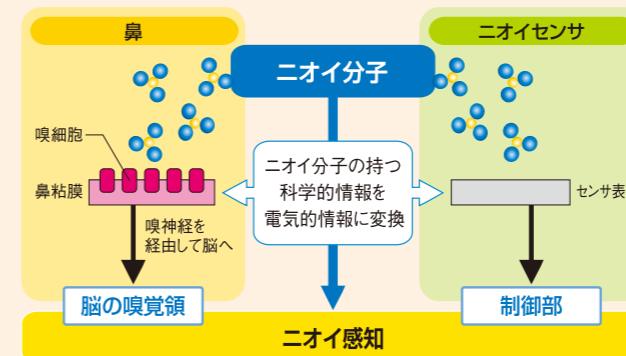 鼻
ニオイセンサ
ニオイ分子
嗅細胞
鼻粘膜
ニオイ分子の持つ
科学的情報を
電気的情報に変換
センサ表
嗅神経を
経由して脳へ
脳の嗅覚領
制御部
ニオイ感知